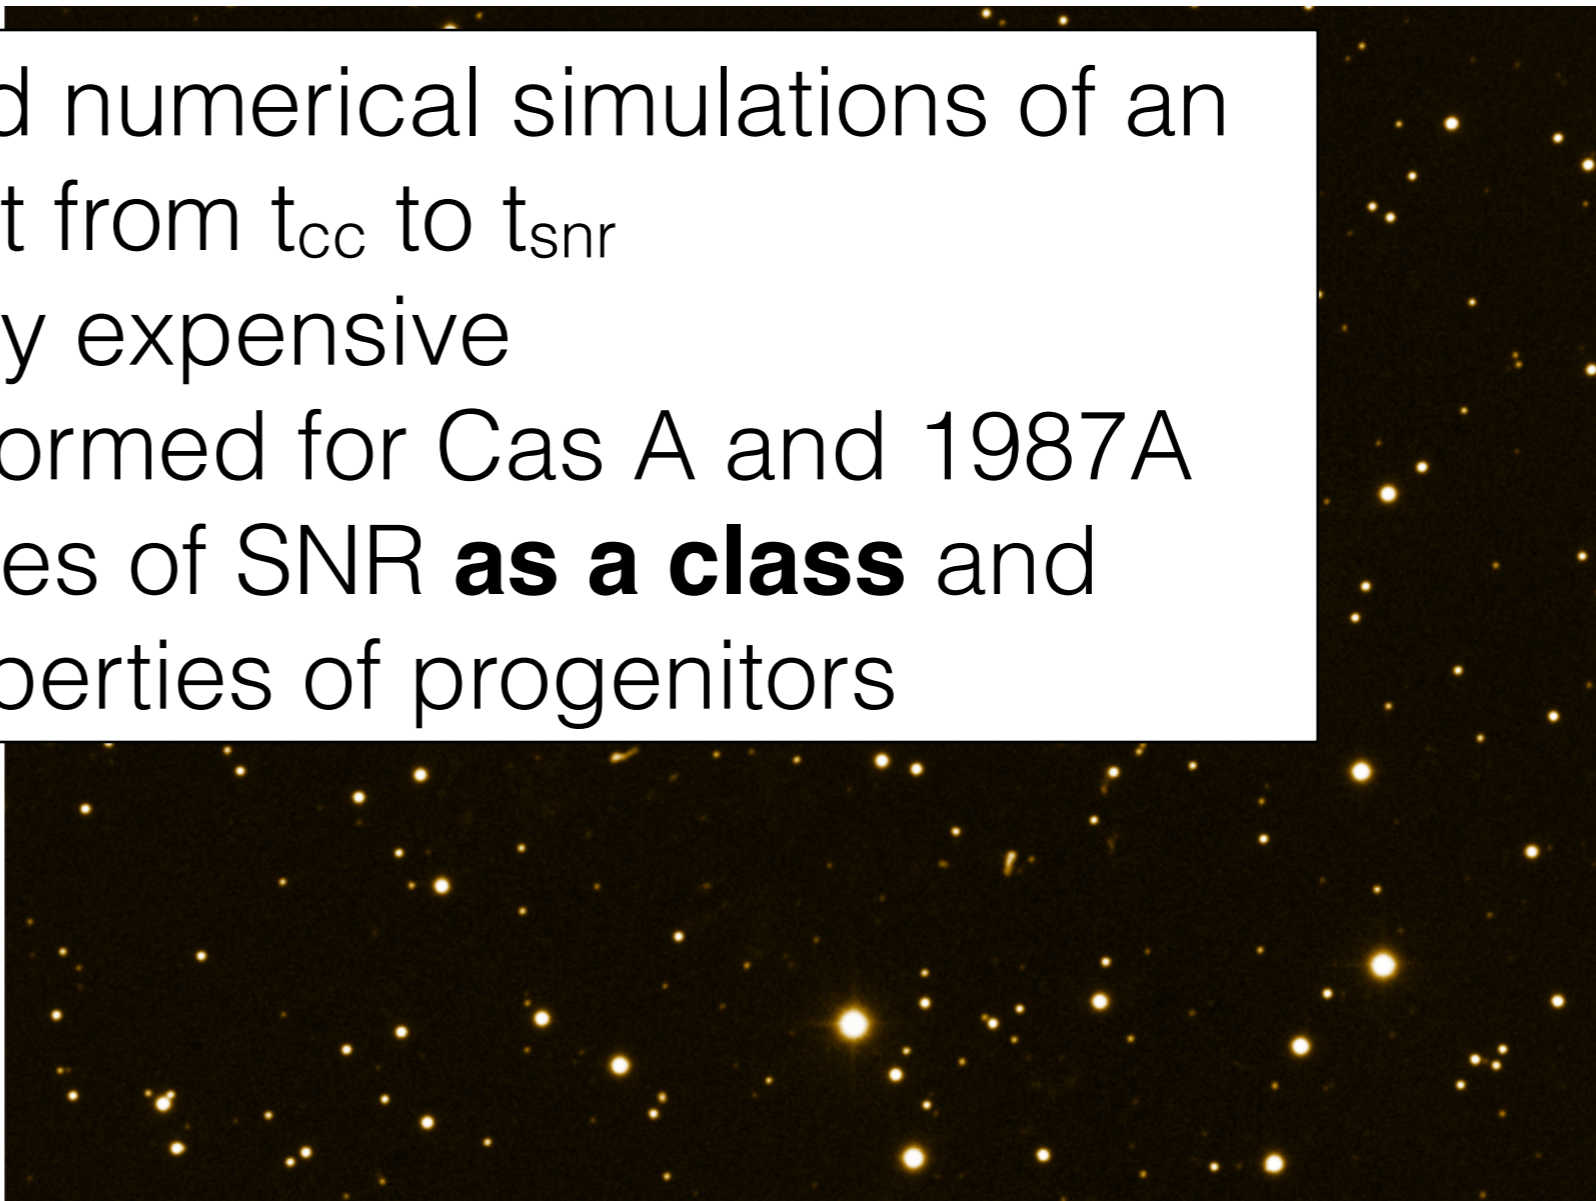 d numerical simulations of an
t from tcc to tsnr
y expensive
ormed for Cas A and 1987A
es of SNR as a class and
perties of progenitors